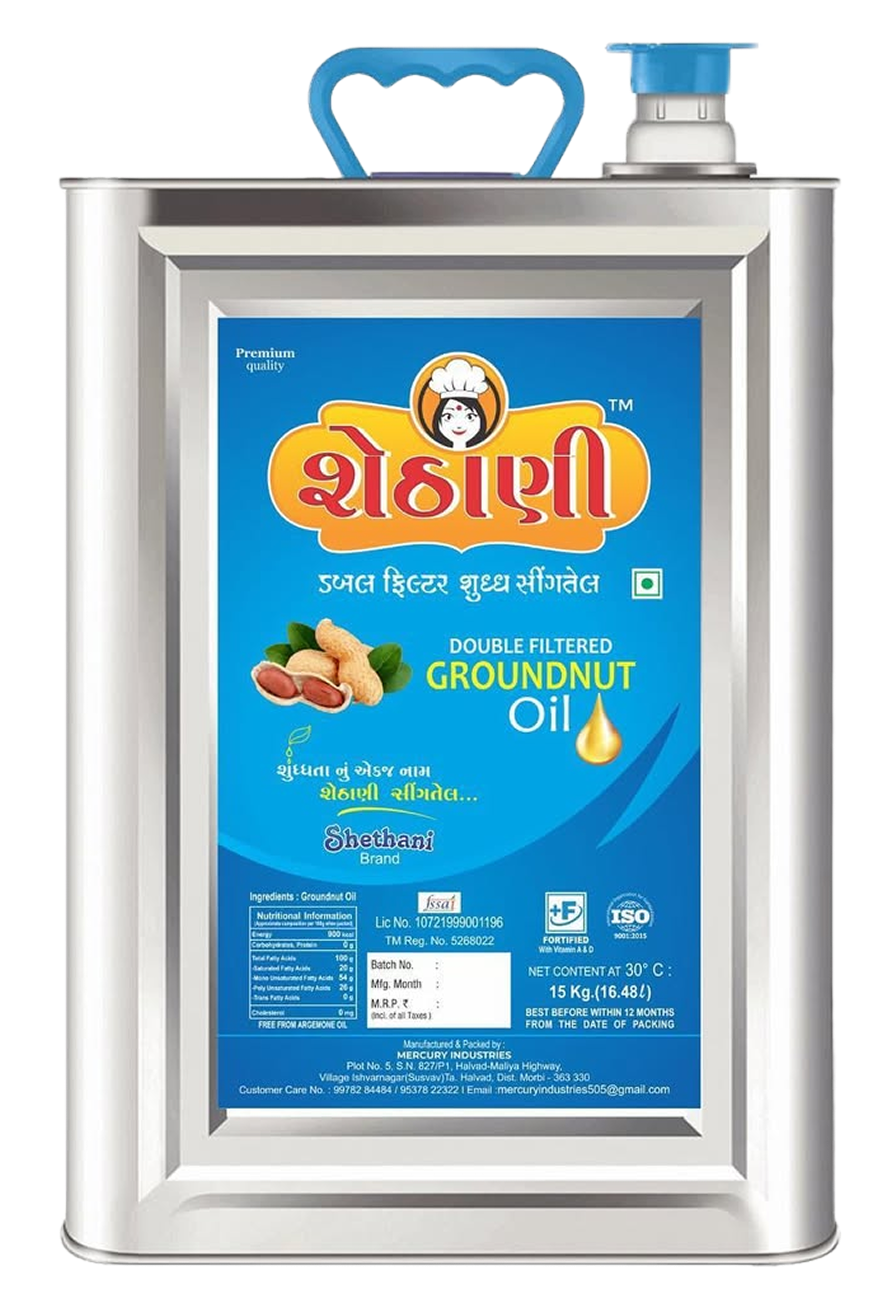 Premium
quality
TM
શેઠાણી
ડબલ ફિલ્ટર શુધ્ધ સીંગતેલ
DOUBLE FILTERED
GROUNDNUT
Oil
શુંધ્ધતા નું એકજ નામ
શેઠાણી સીંગતેલ...
Shethani
Brand
Ingredients : Groundnut Oil
Nutritional Information
Energy 900 kcal
Carbohydrates, Protein 0 g
Total Fatty Acids 100 g
-Saturated Fatty Acids 20 g
-Mono Unsaturated Fatty Acids 54 g
-Poly Unsaturated Fatty Acids 26 g
-Trans Fatty Acids 0 g
Cholesterol 0 mg
FREE FROM ARGEMONE OIL
fssai
Lic No. 10721999001196
TM Reg. No. 5268022
Batch No. :
Mfg. Month :
M.R.P. ₹ :
(Incl. of all Taxes)
+F
FORTIFIED
With Vitamin A & D
ISO
9001:2015
NET CONTENT AT 30° C :
15 Kg.(16.48ℓ)
BEST BEFORE WITHIN 12 MONTHS
FROM THE DATE OF PACKING
Manufactured & Packed by :
MERCURY INDUSTRIES
Plot No. 5, S.N. 827/P1, Halvad-Maliya Highway,
Village Ishvarnagar(Susvav)Ta. Halvad, Dist. Morbi - 363 330
Customer Care No. : 99782 84484 / 95378 22322 I Email :mercuryindustries505@gmail.com